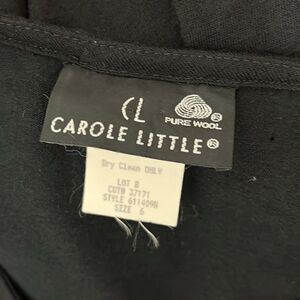 CL
PURE WOOL ®
CAROLE LITTLE®
Dry Clean ONLY
LOT B
CUT# 37171
STYLE 611409N
SIZE 6